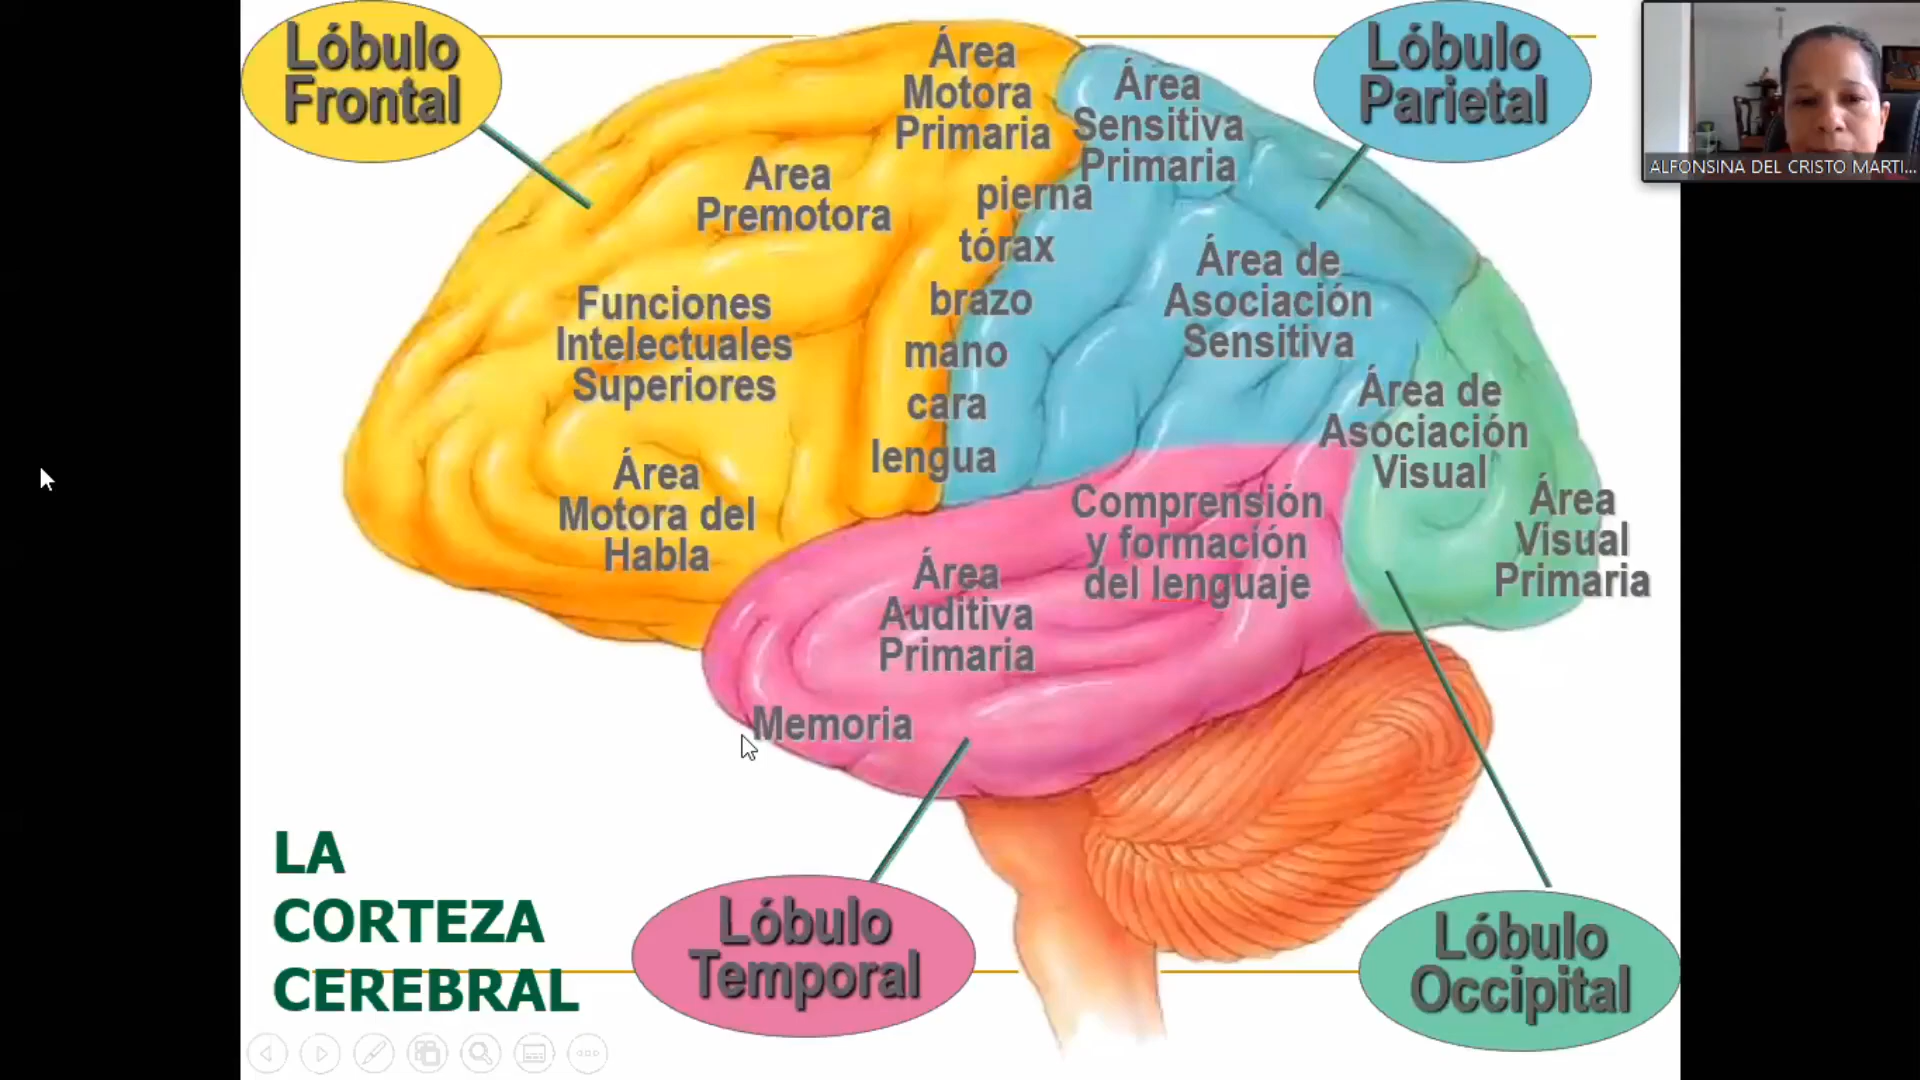 Lóbulo
Frontal
Lóbulo
Parietal
ALFONSINA DEL CRISTO MARTI...
Área
Motora
Primaria
Área
Sensitiva
Primaria
Area
Premotora
pierna
tórax
brazo
mano
cara
lengua
Funciones
Intelectuales
Superiores
Área de
Asociación
Sensitiva
Área de
Asociación
Visual
Área
Motora del
Habla
Comprensión
y formación
del lenguaje
Área
Visual
Primaria
Área
Auditiva
Primaria
Memoria
LA
CORTEZA
CEREBRAL
Lóbulo
Temporal
Lóbulo
Occipital